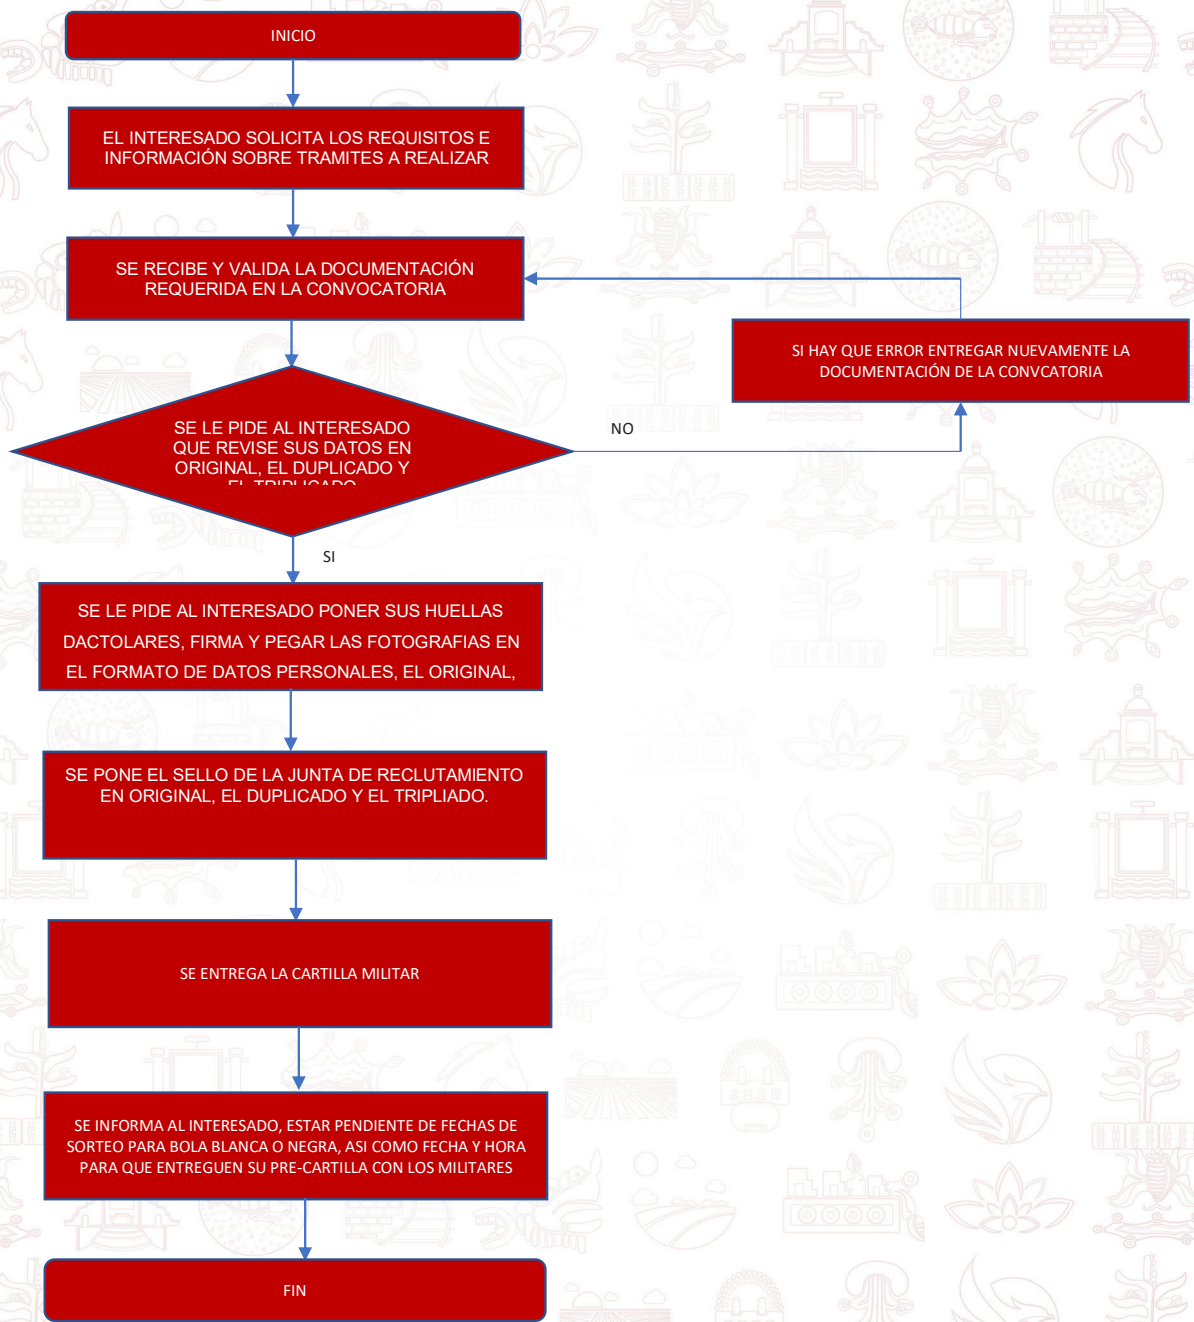 INICIO
EL INTERESADO SOLICITA LOS REQUISITOS E
INFORMACIÓN SOBRE TRAMITES A REALIZAR
SE RECIBE Y VALIDA LA DOCUMENTACIÓN
REQUERIDA EN LA CONVOCATORIA
SI HAY QUE ERROR ENTREGAR NUEVAMENTE LA
DOCUMENTACIÓN DE LA CONVCATORIA
SE LE PIDE AL INTERESADO
QUE REVISE SUS DATOS EN
ORIGINAL, EL DUPLICADO Y
EL TRIPLICADO
NO
SI
SE LE PIDE AL INTERESADO PONER SUS HUELLAS
DACTOLARES, FIRMA Y PEGAR LAS FOTOGRAFIAS EN
EL FORMATO DE DATOS PERSONALES, EL ORIGINAL,
SE PONE EL SELLO DE LA JUNTA DE RECLUTAMIENTO
EN ORIGINAL, EL DUPLICADO Y EL TRIPLIADO.
SE ENTREGA LA CARTILLA MILITAR
SE INFORMA AL INTERESADO, ESTAR PENDIENTE DE FECHAS DE
SORTEO PARA BOLA BLANCA O NEGRA, ASI COMO FECHA Y HORA
PARA QUE ENTREGUEN SU PRE-CARTILLA CON LOS MILITARES
FIN